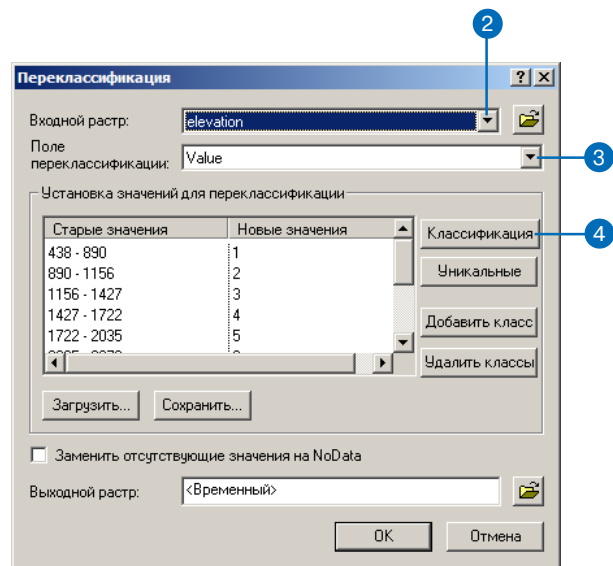 2
Переклассификация
Входной растр: elevation
Поле
переклассификации: Value
3
Установка значений для переклассификации
Старые значения Новые значения
Классификация
4
438 - 890 1
890 - 1156 2
Уникальные
1156 - 1427 3
1427 - 1722 4
Добавить класс
1722 - 2035 5
Удалить классы
Загрузить... Сохранить...
Заменить отсутствующие значения на NoData
Выходной растр: <Временный>
OK Отмена